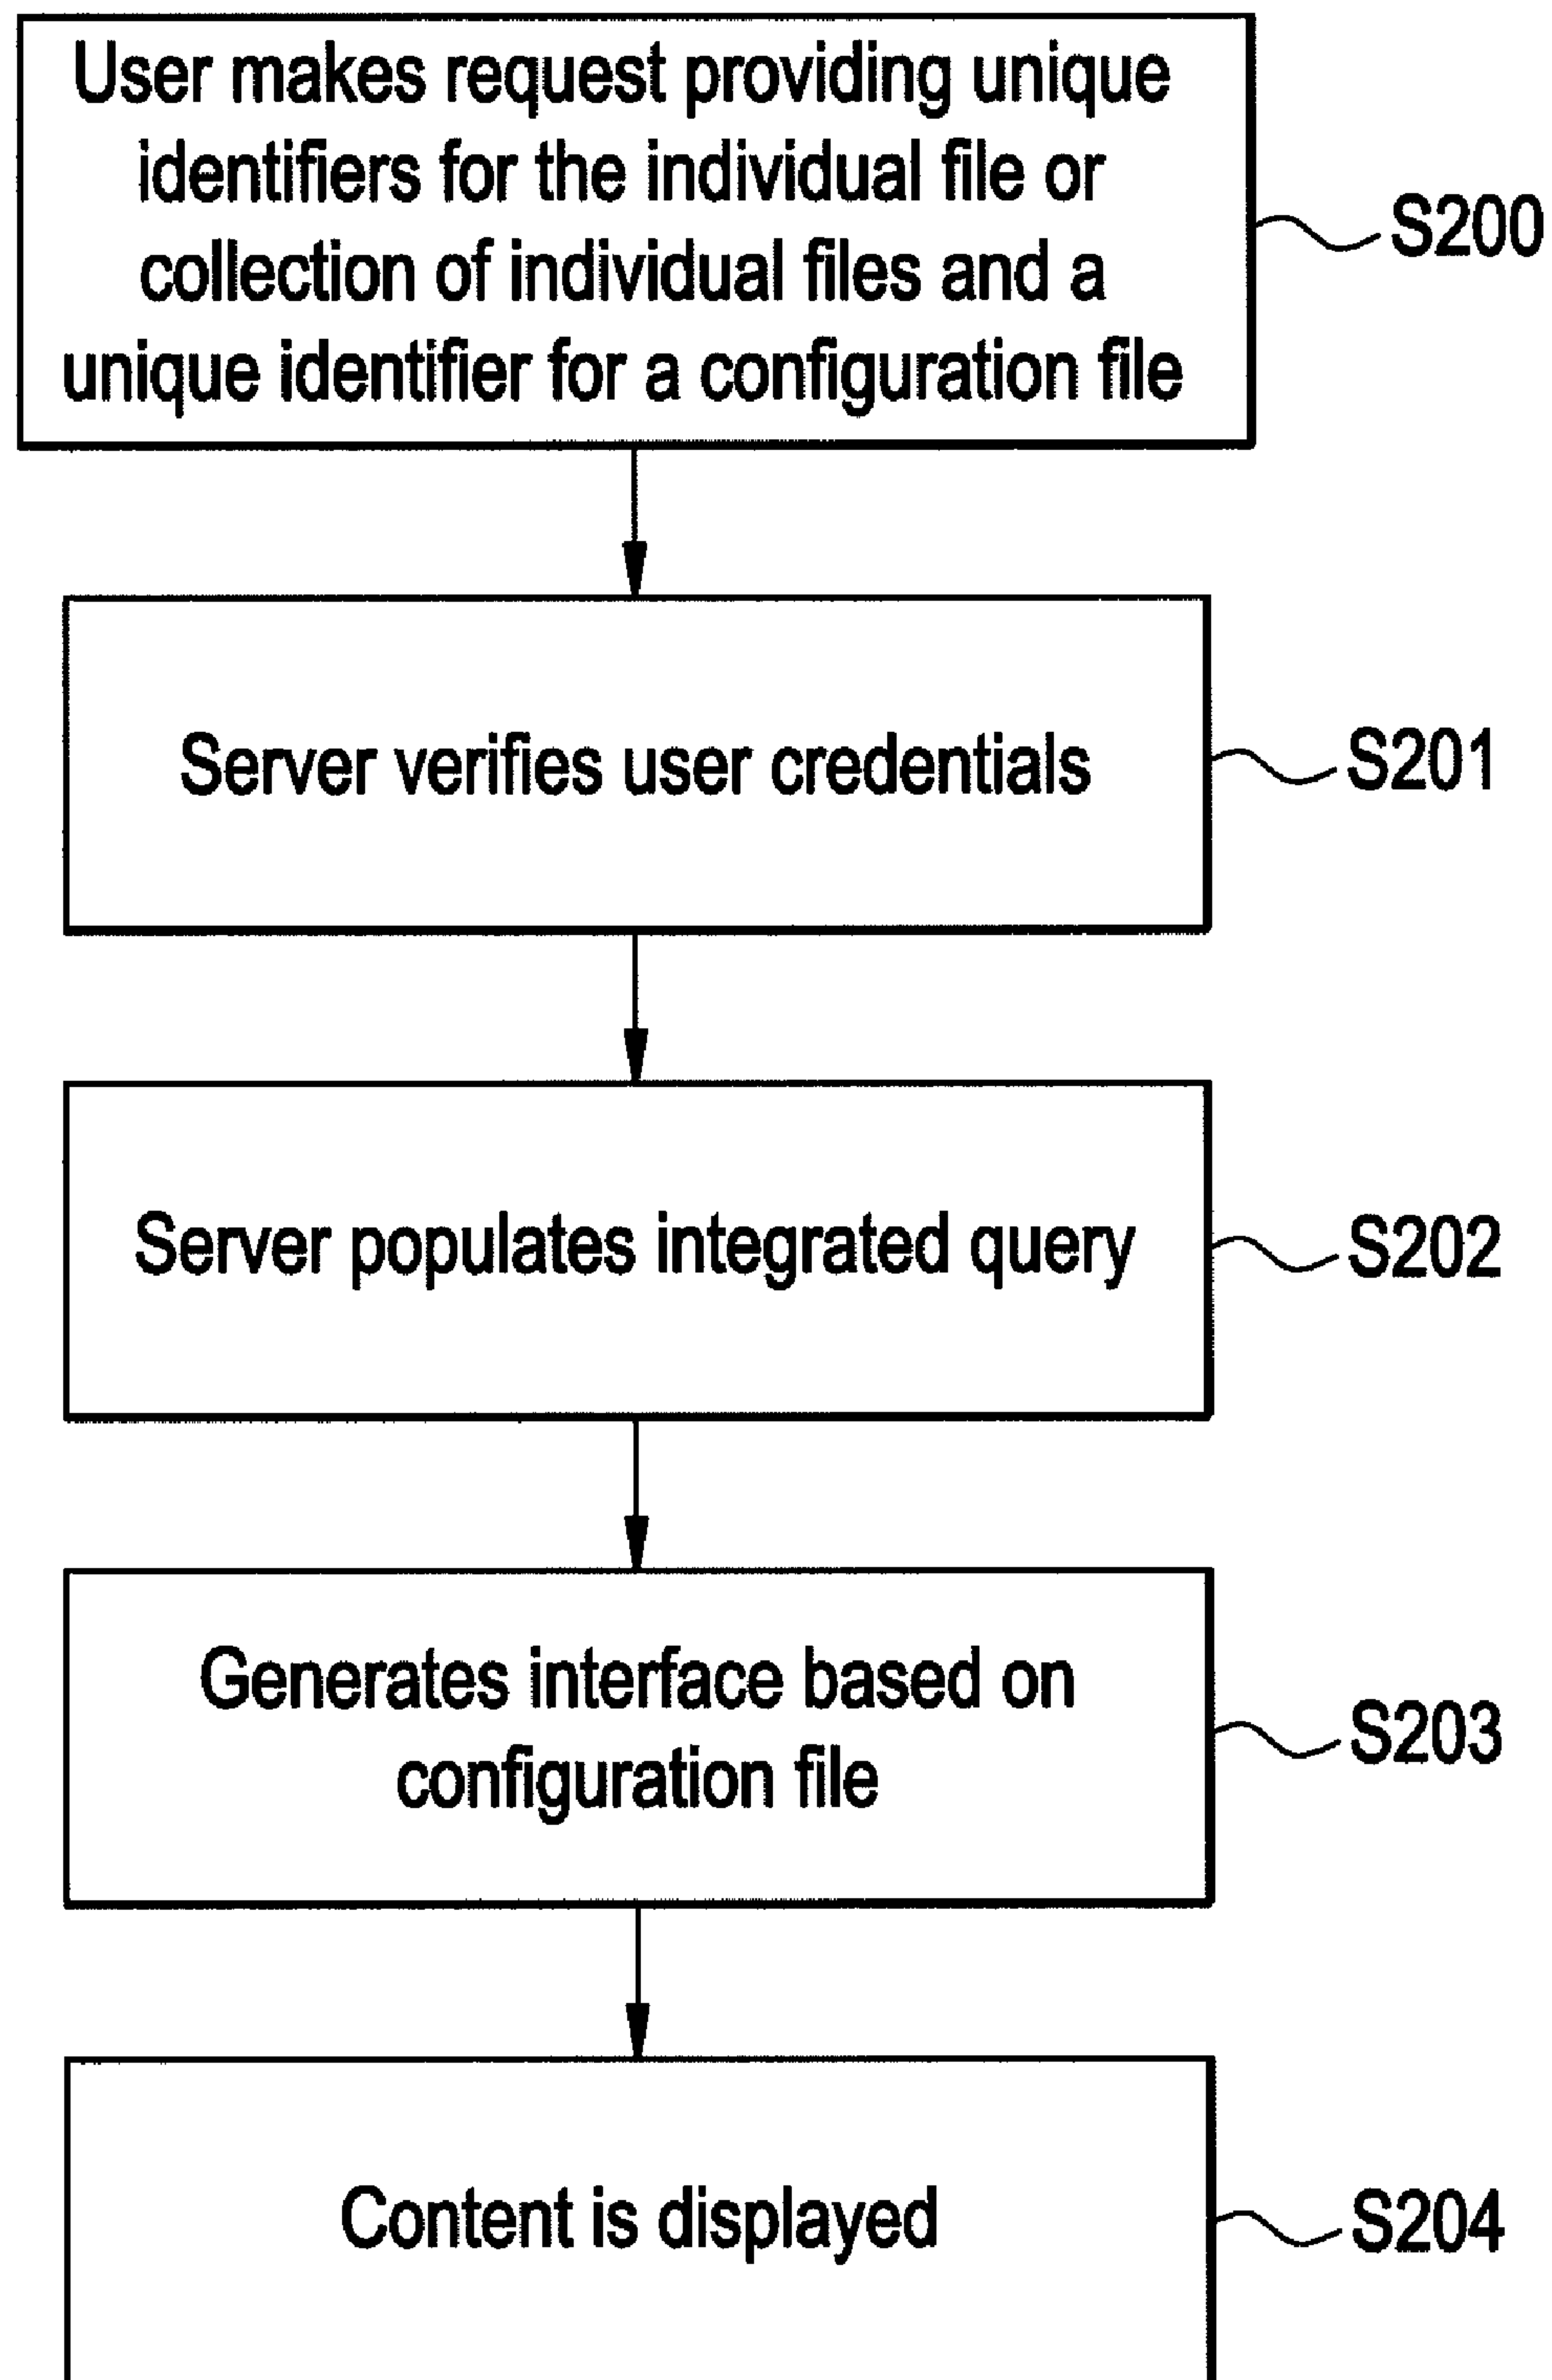 User makes request providing unique
identifiers for the individual file or
collection of individual files and a
unique identifier for a configuration file
S200
Server verifies user credentials
S201
Server populates integrated query
S202
Generates interface based on
configuration file
S203
Content is displayed
S204